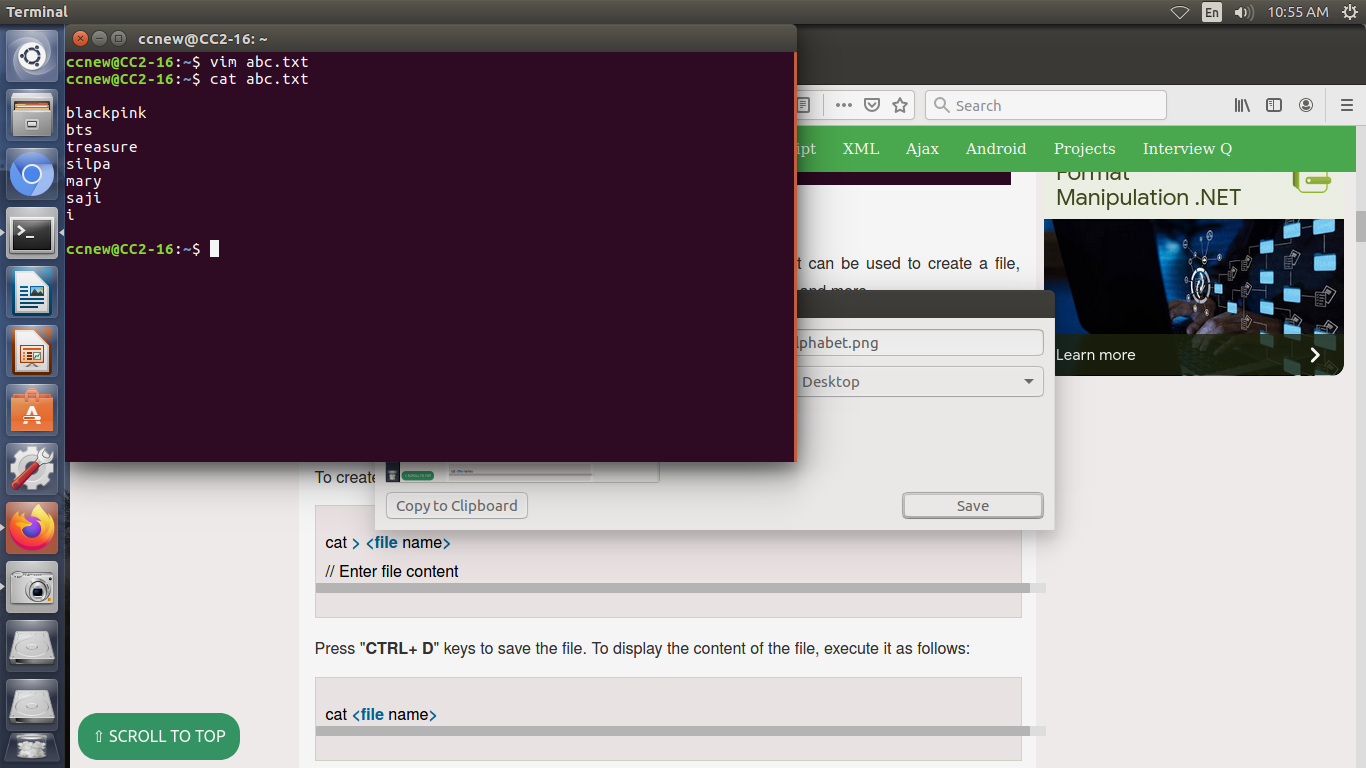 Terminal
En
10:55 AM
ccnew@CC2-16: ~
ccnew@CC2-16:~$ vim abc.txt
ccnew@CC2-16:~$ cat abc.txt
blackpink
bts
treasure
silpa
mary
saji
i
ccnew@CC2-16:~$
Search
ipt XML Ajax Android Projects Interview Q
Format
Manipulation .NET
t can be used to create a file,
and more
lphabet.png
Desktop
Learn more
To create
Copy to Clipboard
Save
cat > <file name>
// Enter file content
Press "CTRL+ D" keys to save the file. To display the content of the file, execute it as follows:
cat <file name>
⇧ SCROLL TO TOP